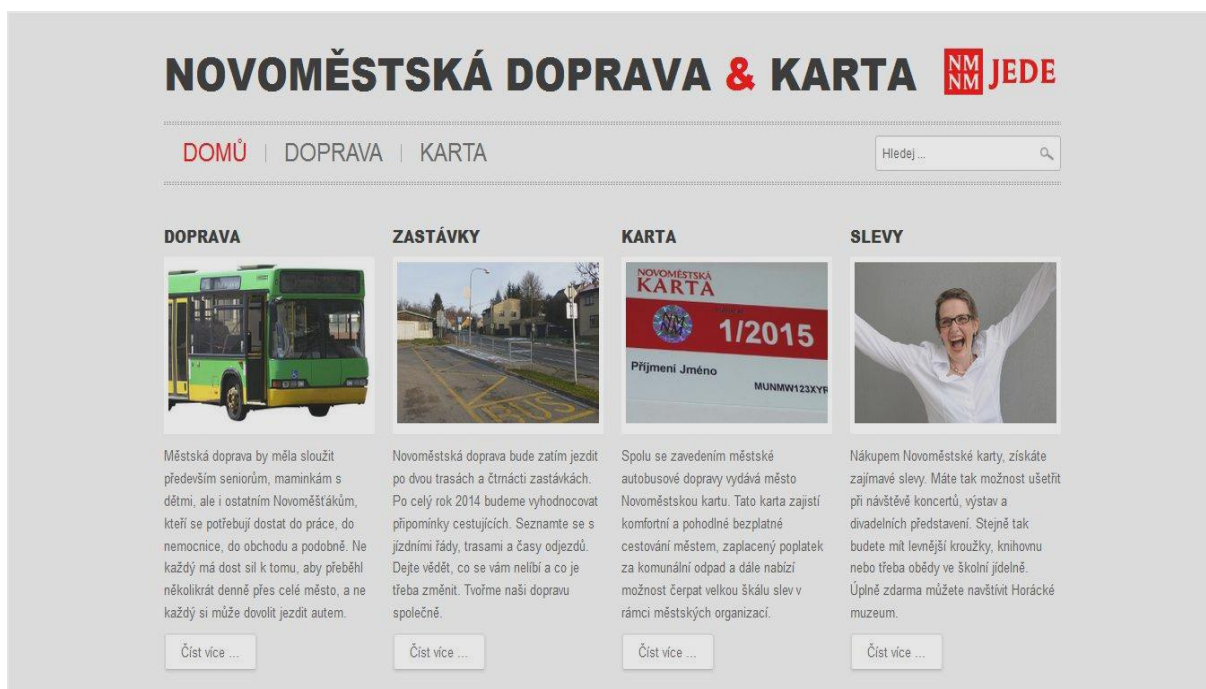 NOVOMĚSTSKÁ DOPRAVA & KARTA
NM
NM
JEDE
DOMŮ | DOPRAVA | KARTA
Hledej ...
DOPRAVA
Městská doprava by měla sloužit
především seniorům, maminkám s
dětmi, ale i ostatním Novoměšťákům,
kteří se potřebují dostat do práce, do
nemocnice, do obchodu a podobně. Ne
každý má dost sil k tomu, aby přeběhl
několikrát denně přes celé město, a ne
každý si může dovolit jezdit autem.
Číst více ...
ZASTÁVKY
BUS
Novoměstská doprava bude zatím jezdit
po dvou trasách a čtrnácti zastávkách.
Po celý rok 2014 budeme vyhodnocovat
připomínky cestujících. Seznamte se s
jízdními řády, trasami a časy odjezdů.
Dejte vědět, co se vám nelíbí a co je
třeba změnit. Tvořme naši dopravu
společně.
Číst více ...
KARTA
NOVOMĚSTSKÁ
KARTA
NM
NM
1/2015
Příjmení Jméno
MUNMW123XYR
Spolu se zavedením městské
autobusové dopravy vydává město
Novoměstskou kartu. Tato karta zajistí
komfortní a pohodlné bezplatné
cestování městem, zaplacený poplatek
za komunální odpad a dále nabízí
možnost čerpat velkou škálu slev v
rámci městských organizací.
Číst více ...
SLEVY
Nákupem Novoměstské karty, získáte
zajímavé slevy. Máte tak možnost ušetřit
při návštěvě koncertů, výstav a
divadelních představení. Stejně tak
budete mít levnější kroužky, knihovnu
nebo třeba obědy ve školní jídelně.
Úplně zdarma můžete navštívit Horácké
muzeum.
Číst více ...